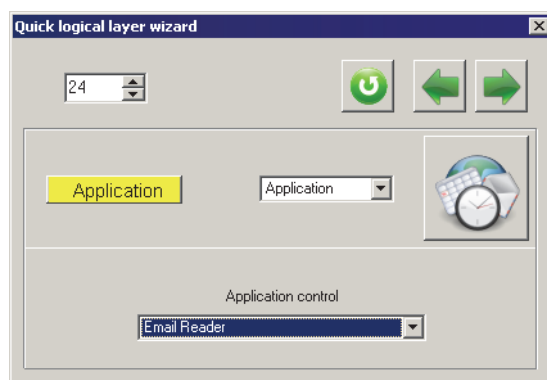 Quick logical layer wizard
24
Application Application
Application control
Email Reader